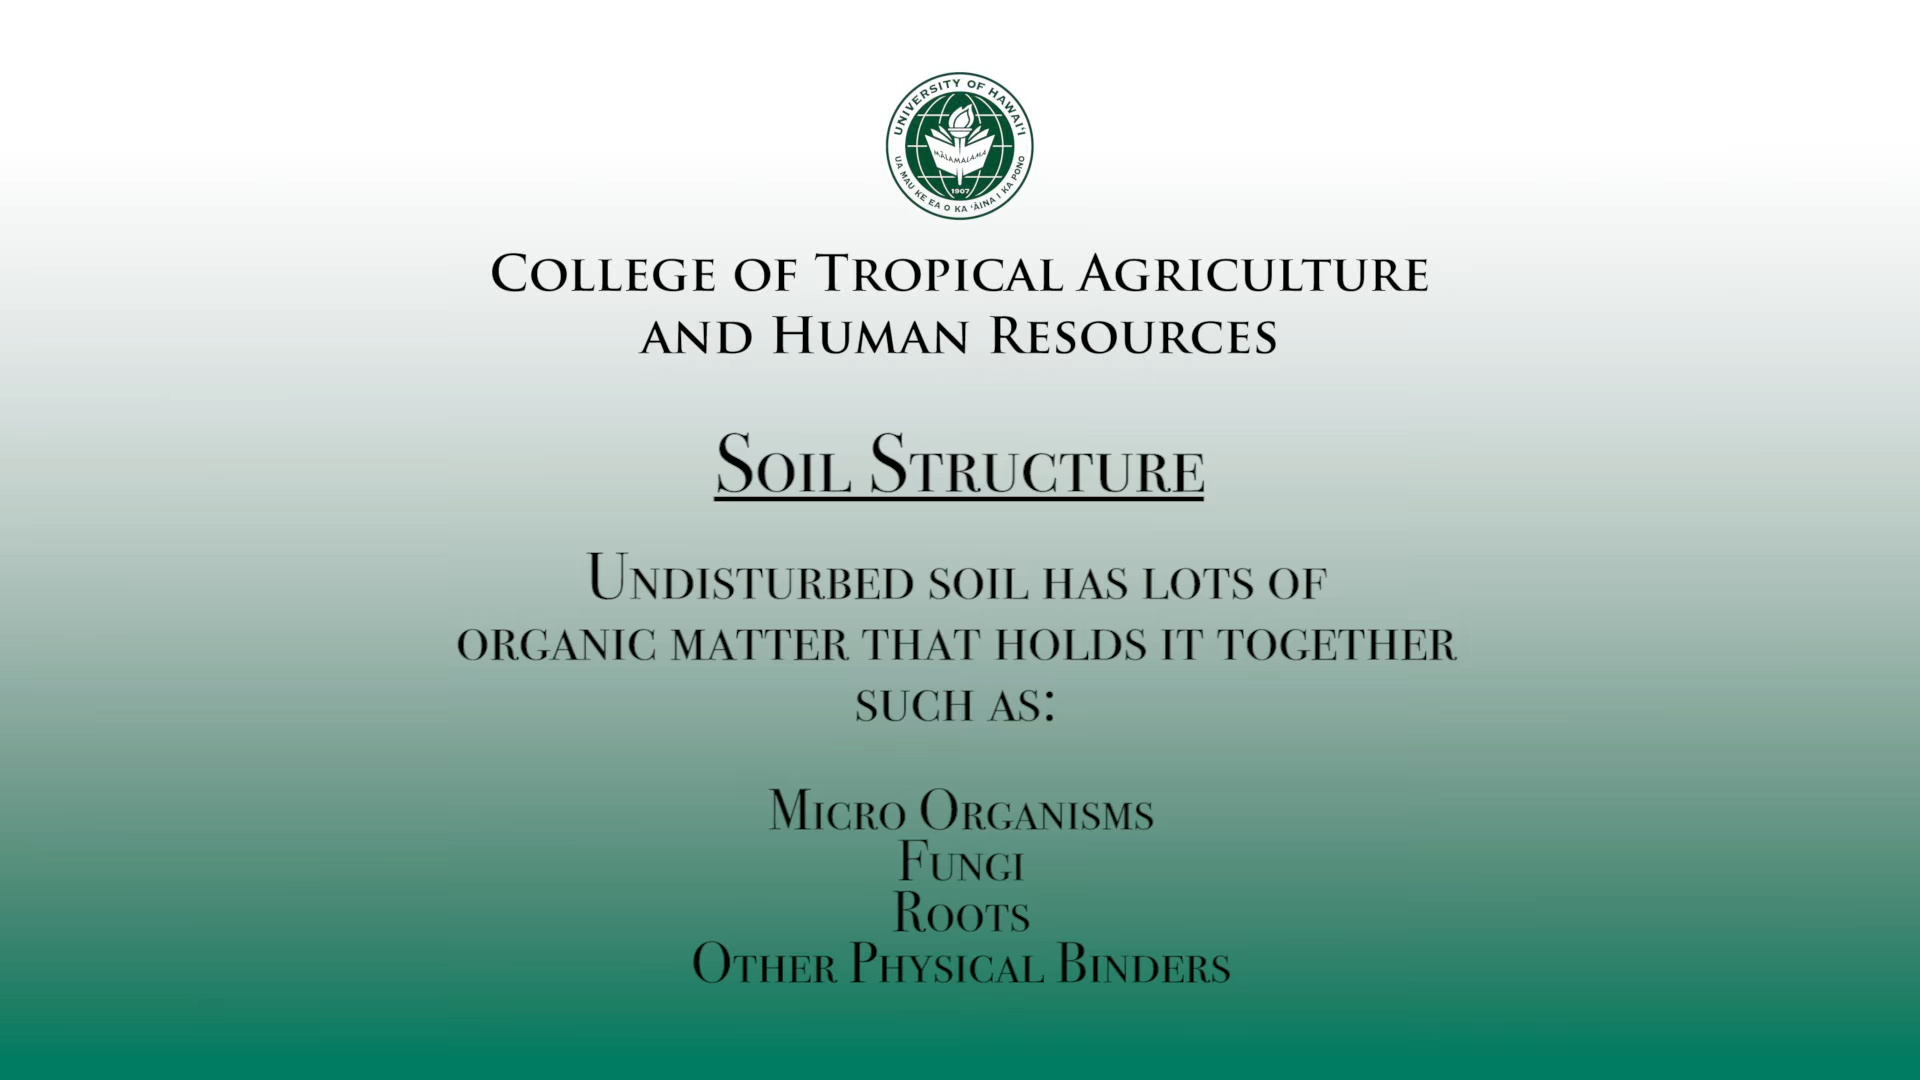 UNIVERSITY OF HAWAIʻI
MĀLAMALAMA
1907
UA MAU KE EA O KA ʻĀINA I KA PONO
College of Tropical Agriculture
and Human Resources
Soil Structure
Undisturbed soil has lots of
organic matter that holds it together
such as:
Micro Organisms
Fungi
Roots
Other Physical Binders